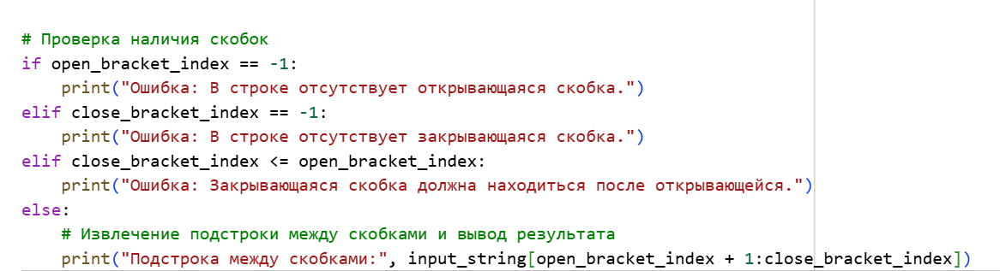 # Проверка наличия скобок
if open_bracket_index == -1:
    print("Ошибка: В строке отсутствует открывающаяся скобка.")
elif close_bracket_index == -1:
    print("Ошибка: В строке отсутствует закрывающаяся скобка.")
elif close_bracket_index <= open_bracket_index:
    print("Ошибка: Закрывающаяся скобка должна находиться после открывающейся.")
else:
    # Извлечение подстроки между скобками и вывод результата
    print("Подстрока между скобками:", input_string[open_bracket_index + 1:close_bracket_index])